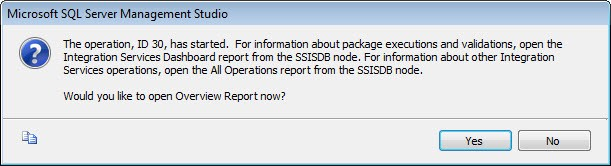 Microsoft SQL Server Management Studio
The operation, ID 30, has started.  For information about package executions and validations, open the
Integration Services Dashboard report from the SSISDB node. For information about other Integration
Services operations, open the All Operations report from the SSISDB node.
Would you like to open Overview Report now?
Yes No